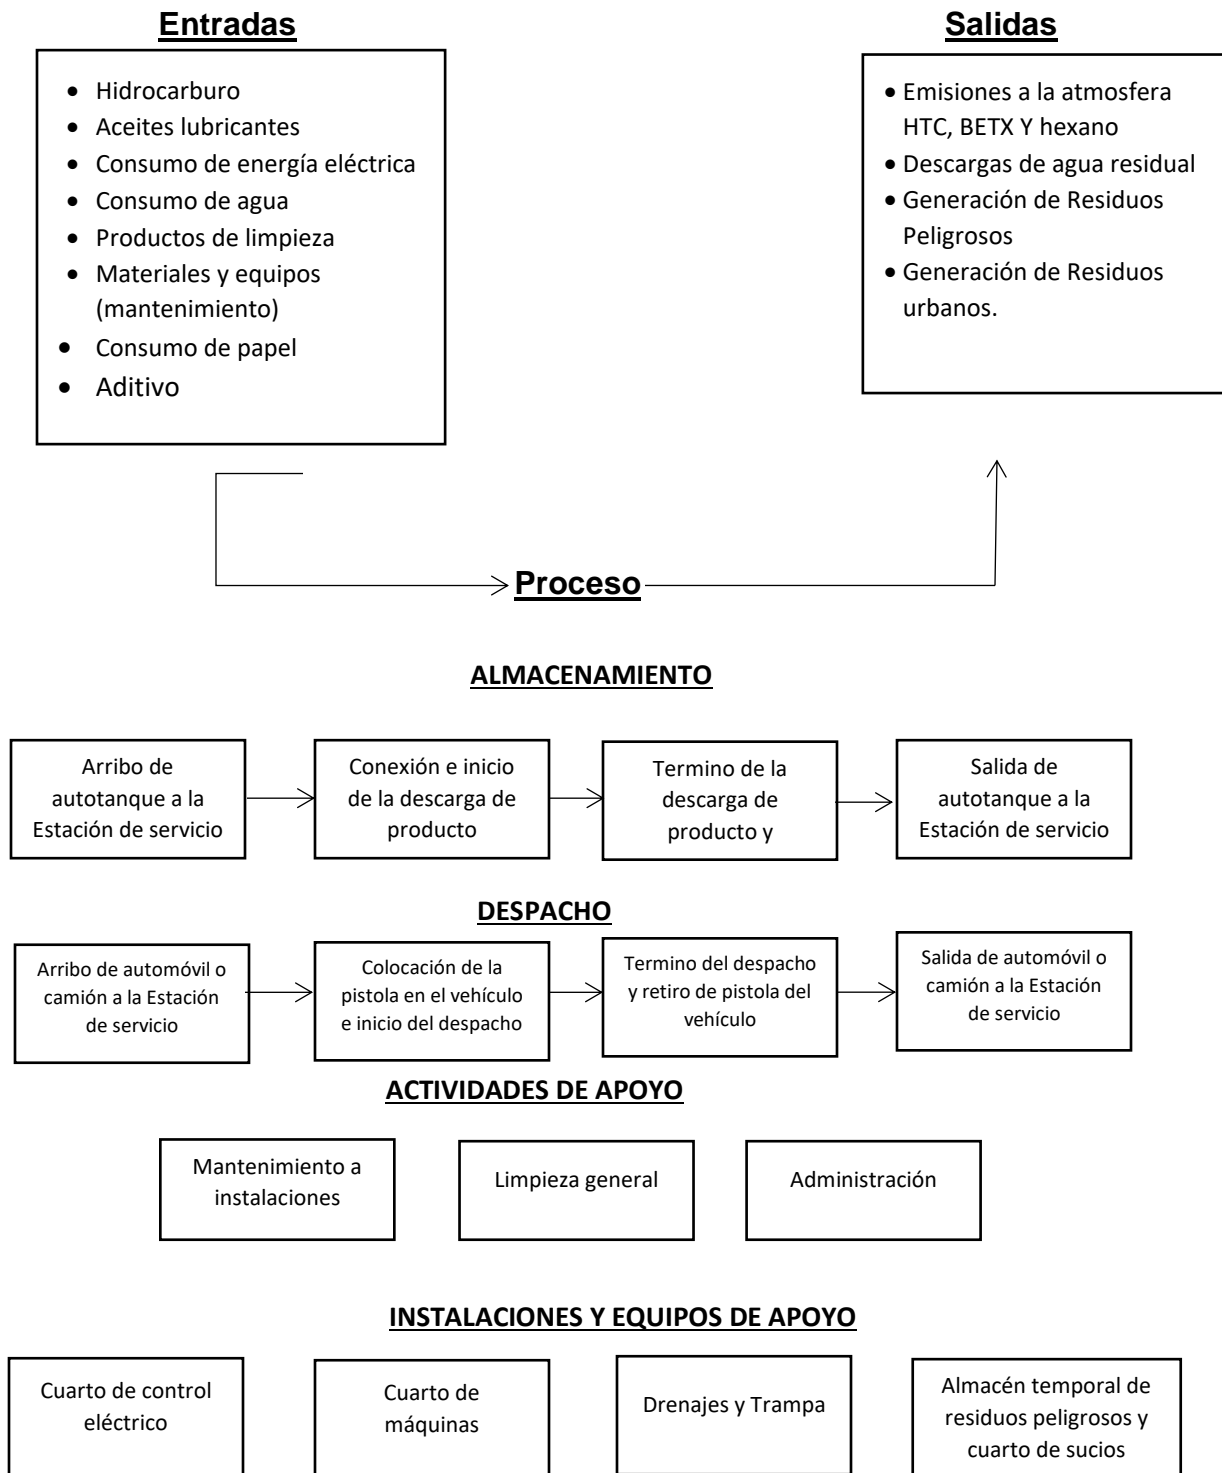 Entradas
Salidas
• Hidrocarburo
• Aceites lubricantes
• Consumo de energía eléctrica
• Consumo de agua
• Productos de limpieza
• Materiales y equipos
(mantenimiento)
• Consumo de papel
• Aditivo
• Emisiones a la atmosfera
HTC, BETX Y hexano
• Descargas de agua residual
• Generación de Residuos
Peligrosos
• Generación de Residuos
urbanos.
Proceso
ALMACENAMIENTO
Arribo de
autotanque a la
Estación de servicio
Conexión e inicio
de la descarga de
producto
Termino de la
descarga de
producto y
Salida de
autotanque a la
Estación de servicio
DESPACHO
Arribo de automóvil o
camión a la Estación
de servicio
Colocación de la
pistola en el vehículo
e inicio del despacho
Termino del despacho
y retiro de pistola del
vehículo
Salida de automóvil o
camión a la Estación
de servicio
ACTIVIDADES DE APOYO
Mantenimiento a
instalaciones
Limpieza general
Administración
INSTALACIONES Y EQUIPOS DE APOYO
Cuarto de control
eléctrico
Cuarto de
máquinas
Drenajes y Trampa
Almacén temporal de
residuos peligrosos y
cuarto de sucios